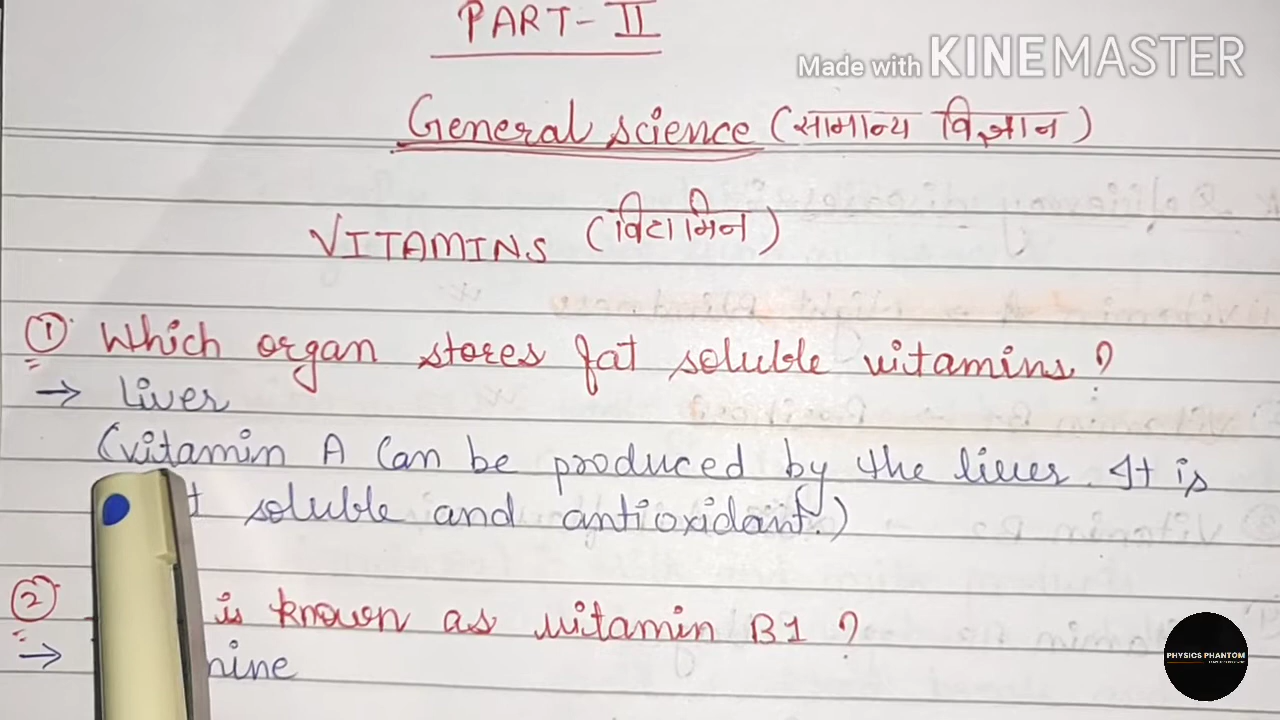 PART-II
Made with KINEMASTER
General science (सामान्य विज्ञान)
VITAMINS (विटामिन)
① Which organ stores fat soluble vitamins?
→ Liver
(vitamin A can be produced by the liver. It is
t soluble and antioxidant.)
② is known as vitamin B1?
→ mine
PHYSICS PHANTOM